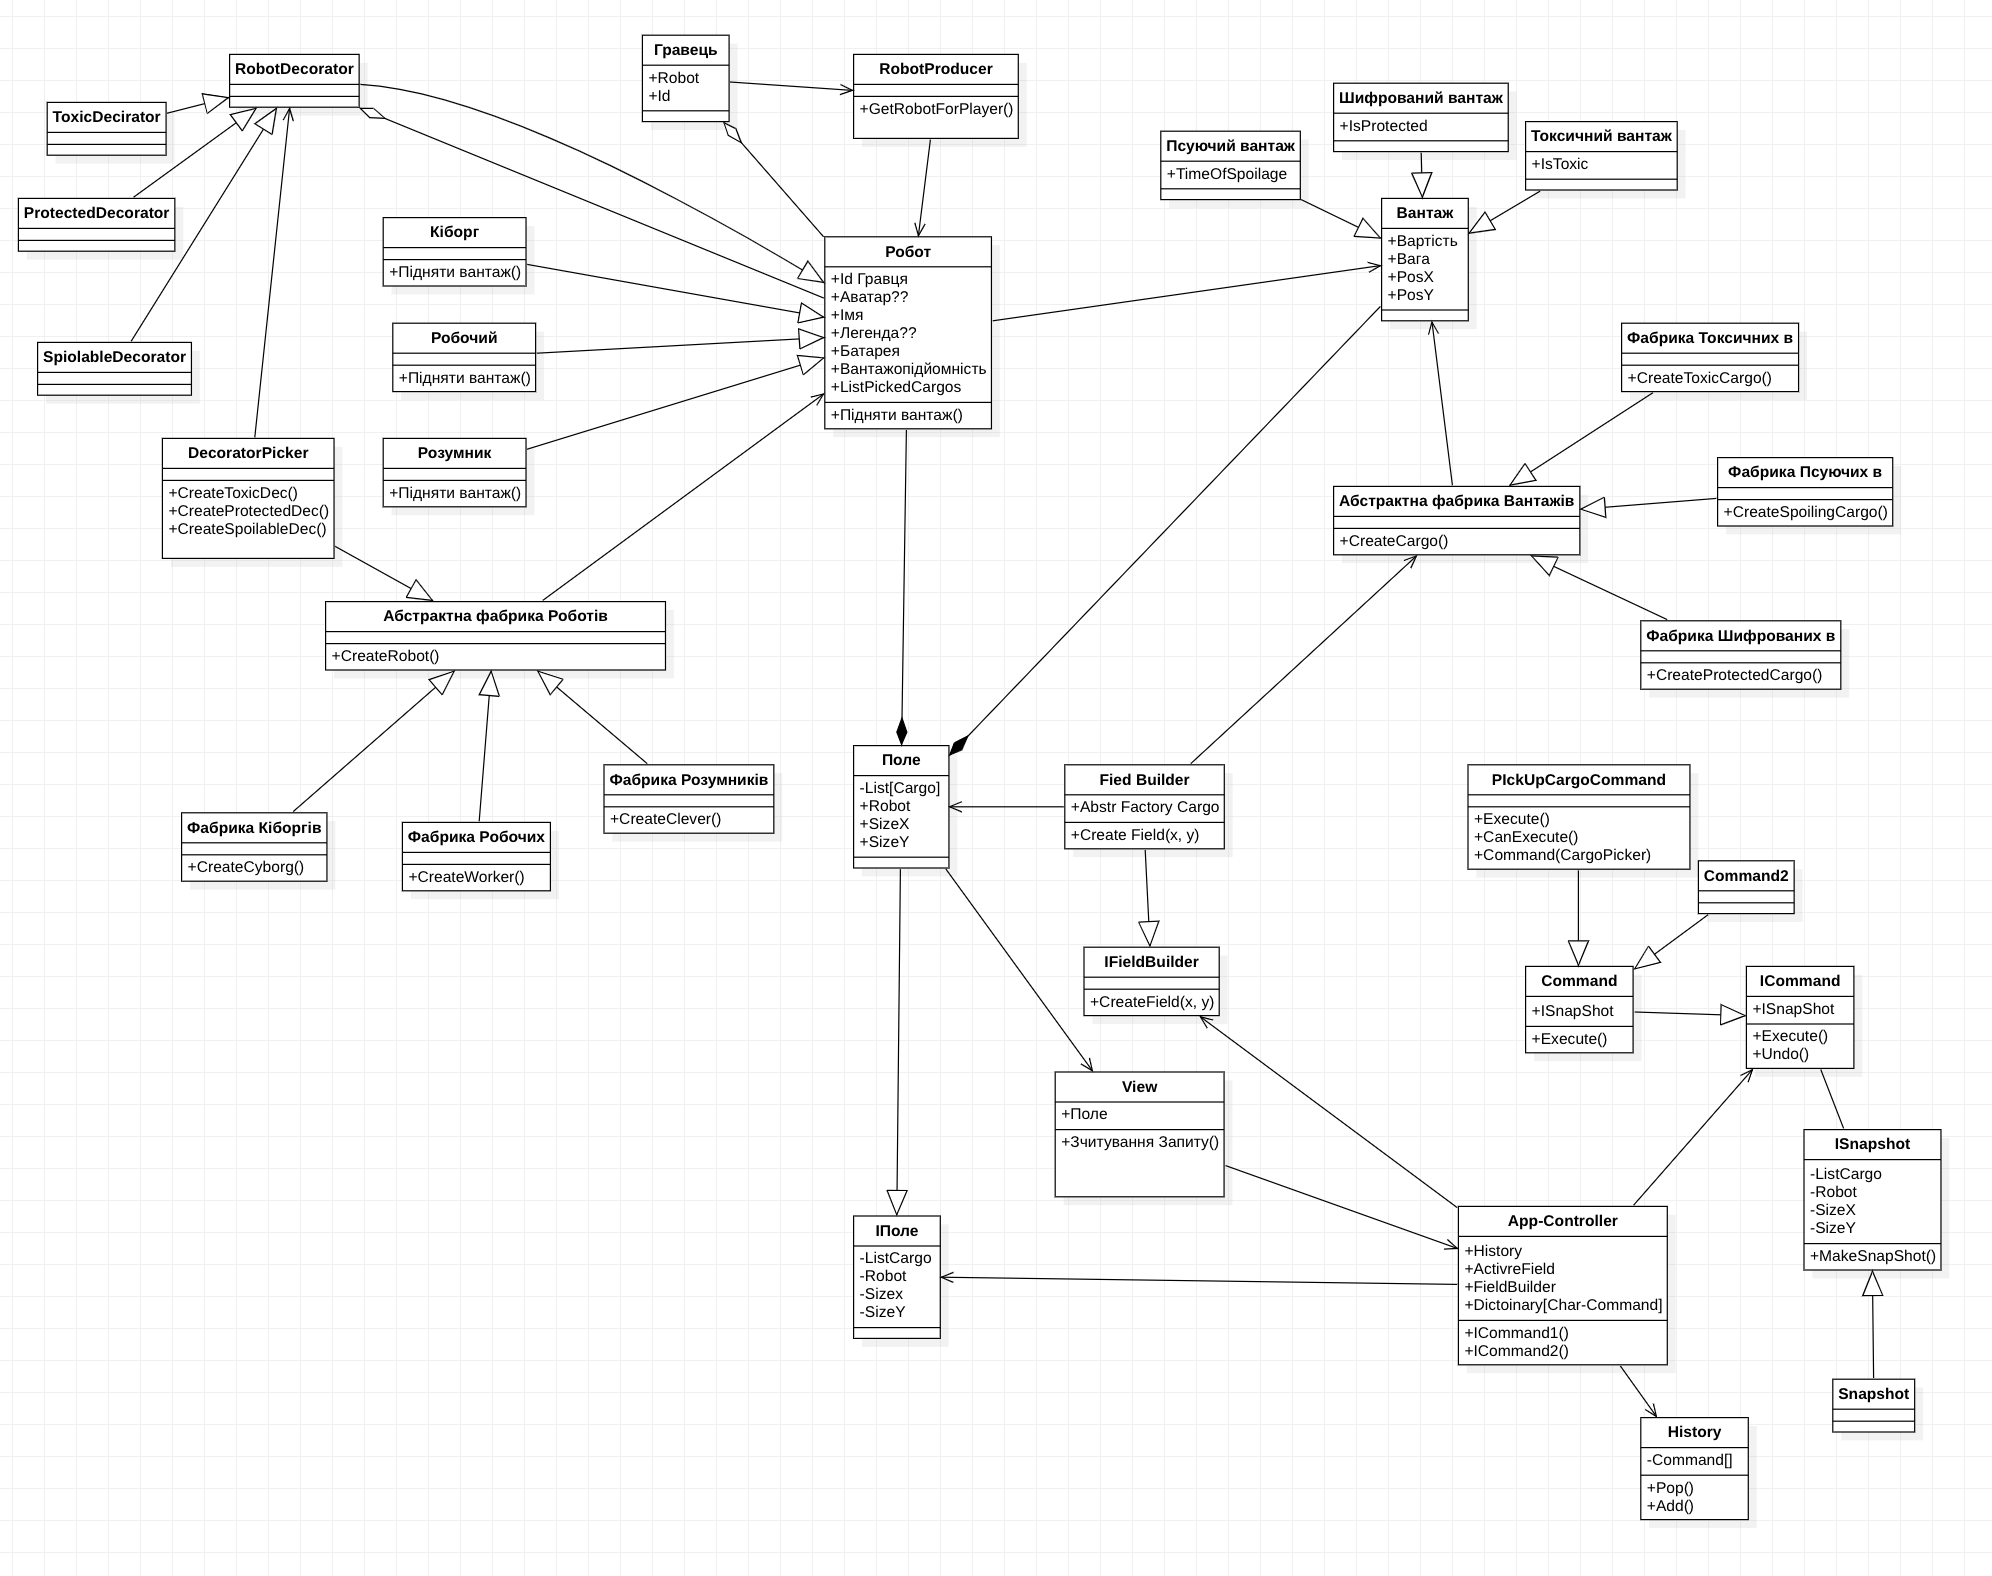 RobotDecorator
ToxicDecirator
ProtectedDecorator
SpiolableDecorator
DecoratorPicker
+CreateToxicDec()
+CreateProtectedDec()
+CreateSpoilableDec()
Гравець
+Robot
+Id
RobotProducer
+GetRobotForPlayer()
Кіборг
+Підняти вантаж()
Робочий
+Підняти вантаж()
Розумник
+Підняти вантаж()
Робот
+Id Гравця
+Аватар??
+Імя
+Легенда??
+Батарея
+Вантажопідйомність
+ListPickedCargos
+Підняти вантаж()
Псуючий вантаж
+TimeOfSpoilage
Шифрований вантаж
+IsProtected
Токсичний вантаж
+IsToxic
Вантаж
+Вартість
+Вага
+PosX
+PosY
Фабрика Токсичних в
+CreateToxicCargo()
Фабрика Псуючих в
+CreateSpoilingCargo()
Абстрактна фабрика Вантажів
+CreateCargo()
Фабрика Шифрованих в
+CreateProtectedCargo()
Абстрактна фабрика Роботів
+CreateRobot()
Фабрика Кіборгів
+CreateCyborg()
Фабрика Робочих
+CreateWorker()
Фабрика Розумників
+CreateClever()
Поле
-List[Cargo]
+Robot
+SizeX
+SizeY
Fied Builder
+Abstr Factory Cargo
+Create Field(x, y)
PIckUpCargoCommand
+Execute()
+CanExecute()
+Command(CargoPicker)
Command2
IFieldBuilder
+CreateField(x, y)
Command
+ISnapShot
+Execute()
ICommand
+ISnapShot
+Execute()
+Undo()
View
+Поле
+Зчитування Запиту()
ISnapshot
-ListCargo
-Robot
-SizeX
-SizeY
+MakeSnapShot()
ІПоле
-ListCargo
-Robot
-Sizex
-SizeY
App-Controller
+History
+ActivreField
+FieldBuilder
+Dictoinary[Char-Command]
+ICommand1()
+ICommand2()
Snapshot
History
-Command[]
+Pop()
+Add()